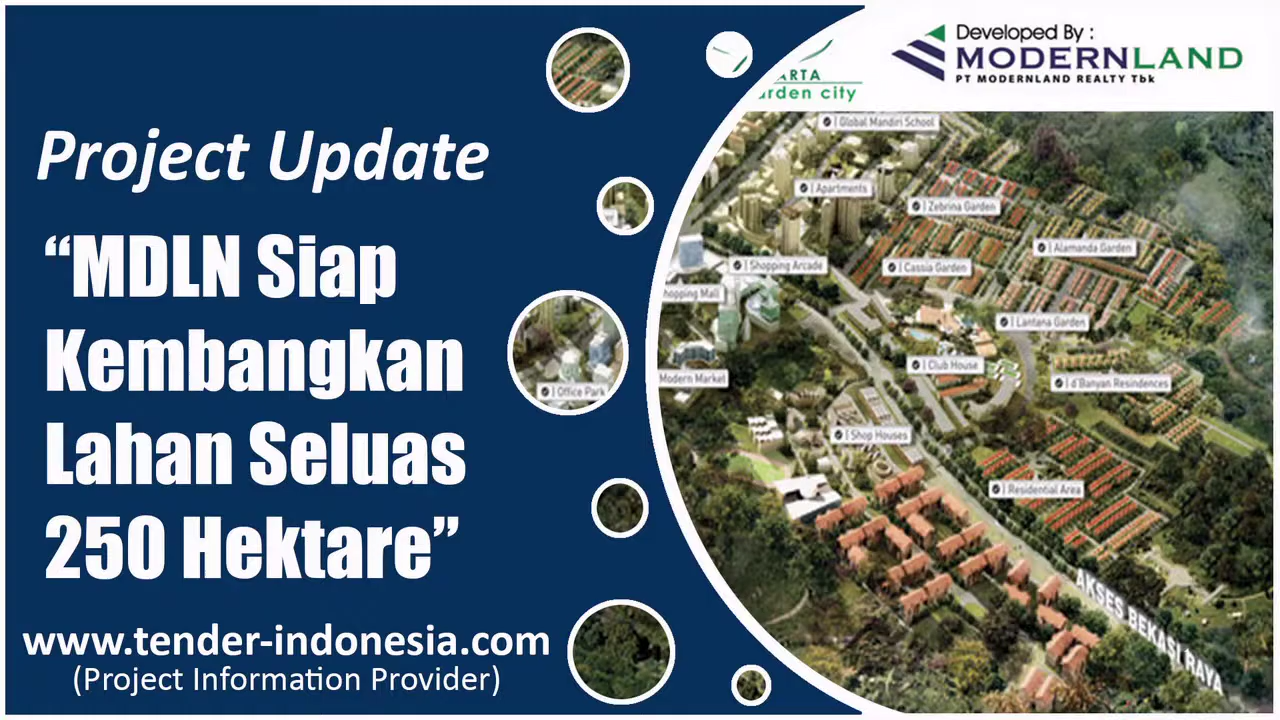 Project Update
“MDLN Siap
Kembangkan
Lahan Seluas
250 Hektare”
www.tender-indonesia.com
(Project Information Provider)
Developed By :
MODERNLAND
PT MODERNLAND REALTY Tbk
ARTA
arden city
Global Mandiri School
Apartments
Zebrina Garden
Alamanda Garden
Shopping Arcade
Cassia Garden
hopping Mall
Lantana Garden
Club House
Modern Market
d'Banyan Resindences
Office Park
Shop Houses
Residential Area
AKSES BEKASI RAYA